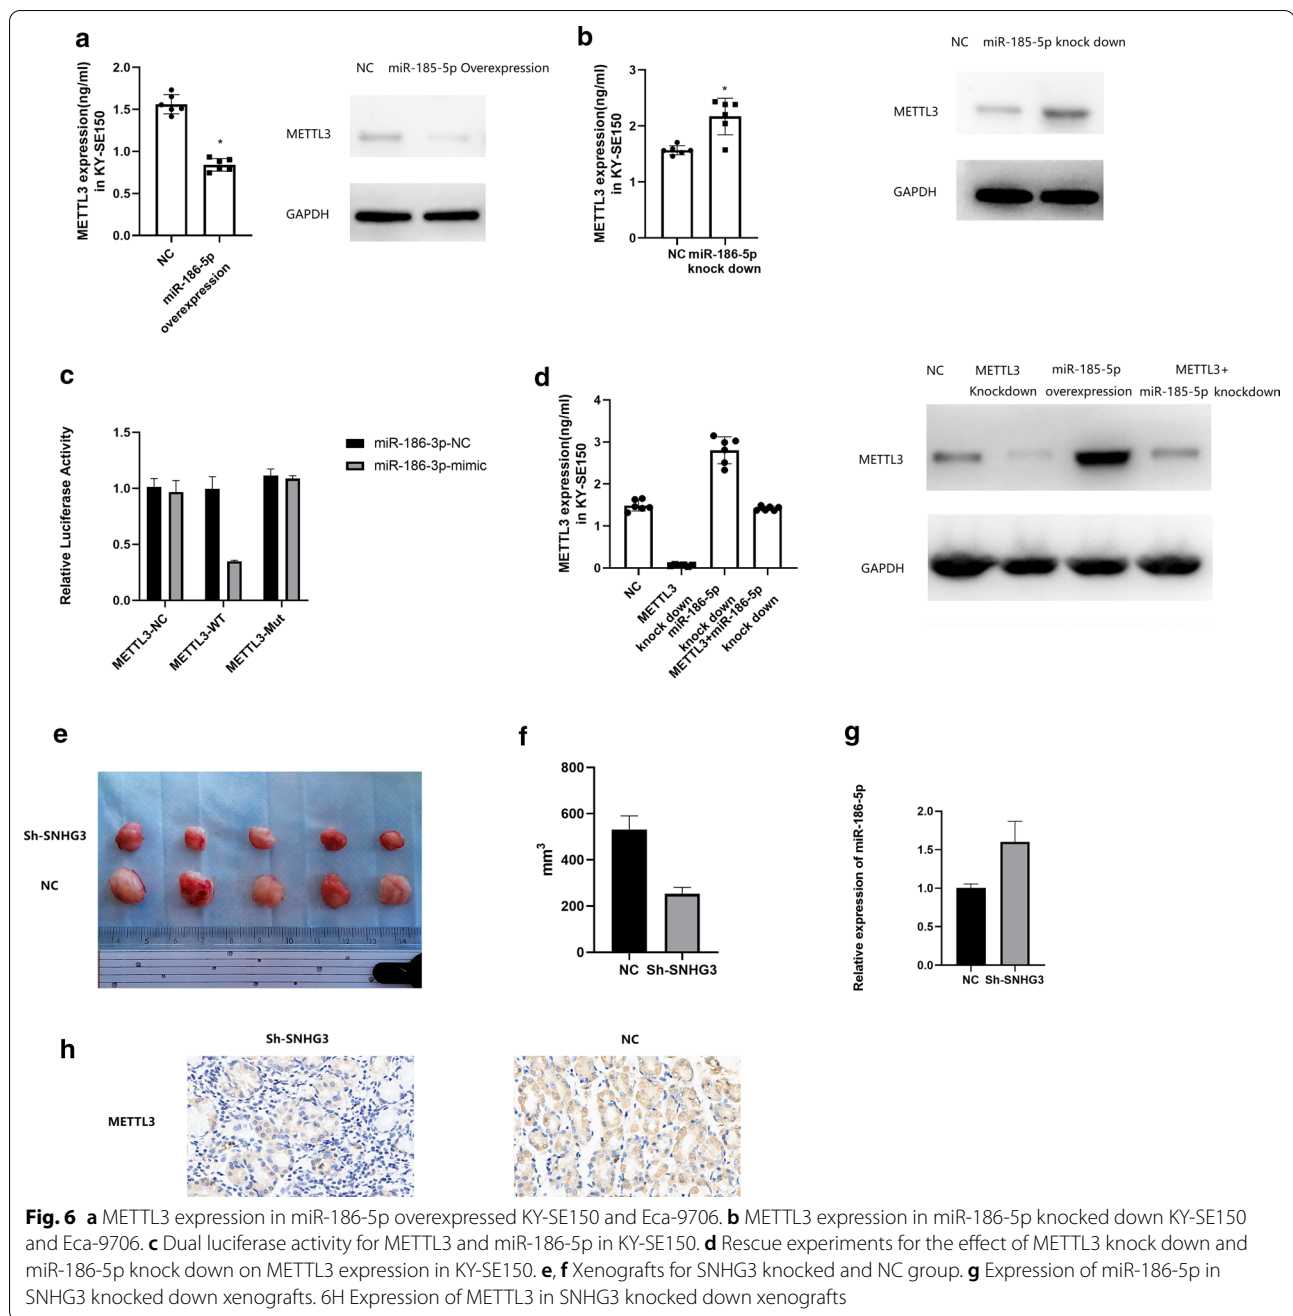 a
METTL3 expression(ng/ml)
in KY-SE150
2.0
1.5
1.0
0.5
0.0
*
NC
miR-186-5p
overexpression
NC miR-185-5p Overexpression
METTL3
GAPDH
b
METTL3 expression(ng/ml)
in KY-SE150
3
2
1
0
*
NC miR-186-5p
knock down
NC miR-185-5p knock down
METTL3
GAPDH
c
Relative Luciferase Activity
1.5
1.0
0.5
0.0
METTL3-NC
METTL3-WT
METTL3-Mut
miR-186-3p-NC
miR-186-3p-mimic
d
METTL3 expression(ng/ml)
in KY-SE150
4
3
2
1
0
NC
METTL3
knock down
miR-186-5p
knock down
METTL3+miR-186-5p
knock down
NC METTL3 miR-185-5p METTL3+
Knockdown overexpression miR-185-5p knockdown
METTL3
GAPDH
e
Sh-SNHG3
NC
4 5 6 7 8 9 10 11 12 13 14
f
mm3
800
600
400
200
0
NC Sh-SNHG3
g
Relative expression of miR-186-5p
2.0
1.5
1.0
0.5
0.0
NC Sh-SNHG3
h
Sh-SNHG3 NC
METTL3
Fig. 6 a METTL3 expression in miR-186-5p overexpressed KY-SE150 and Eca-9706. b METTL3 expression in miR-186-5p knocked down KY-SE150
and Eca-9706. c Dual luciferase activity for METTL3 and miR-186-5p in KY-SE150. d Rescue experiments for the effect of METTL3 knock down and
miR-186-5p knock down on METTL3 expression in KY-SE150. e, f Xenografts for SNHG3 knocked and NC group. g Expression of miR-186-5p in
SNHG3 knocked down xenografts. 6H Expression of METTL3 in SNHG3 knocked down xenografts